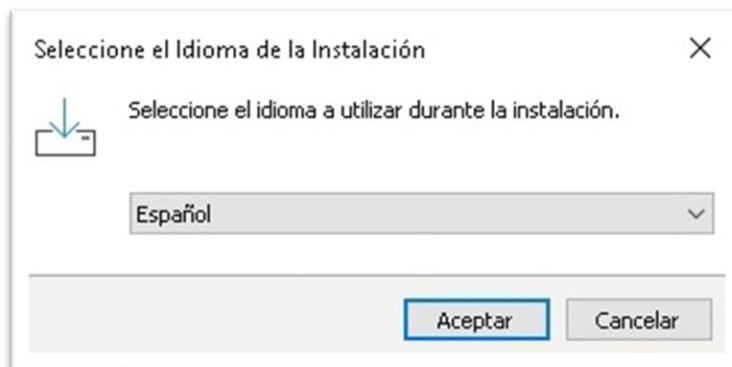 Seleccione el Idioma de la Instalación
Seleccione el idioma a utilizar durante la instalación.
Español
Aceptar
Cancelar